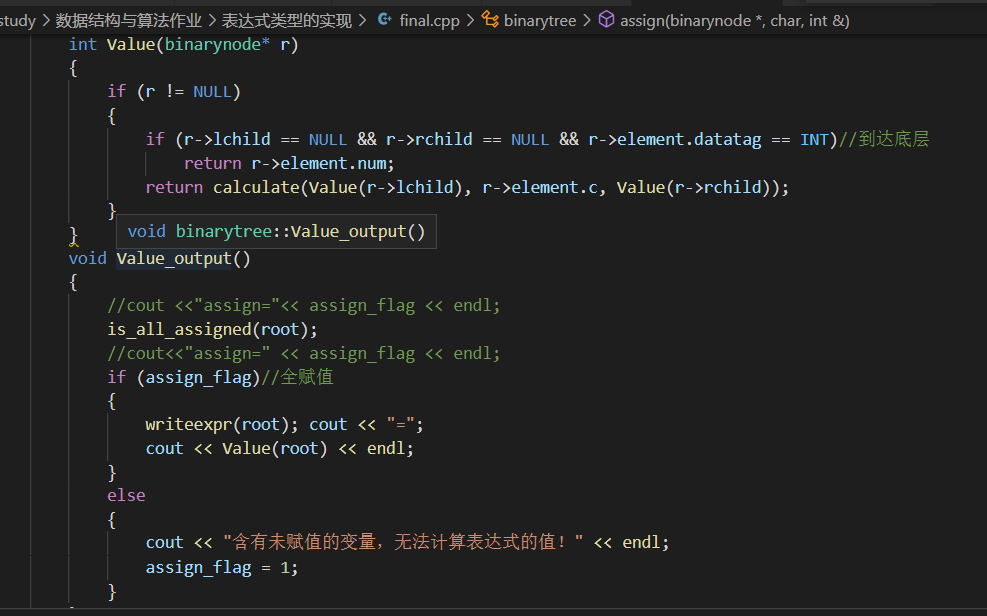 study > 数据结构与算法作业 > 表达式类型的实现 > final.cpp > binarytree > assign(binarynode *, char, int &)
int Value(binarynode* r)
{
if (r != NULL)
{
if (r->lchild == NULL && r->rchild == NULL && r->element.datatag == INT)//到达底层
return r->element.num;
return calculate(Value(r->lchild), r->element.c, Value(r->rchild));
}
}
void binarytree::Value_output()
void Value_output()
{
//cout <<"assign="<< assign_flag << endl;
is_all_assigned(root);
//cout<<"assign=" << assign_flag << endl;
if (assign_flag)//全赋值
{
writeexpr(root); cout << "=";
cout << Value(root) << endl;
}
else
{
cout << "含有未赋值的变量，无法计算表达式的值！" << endl;
assign_flag = 1;
}